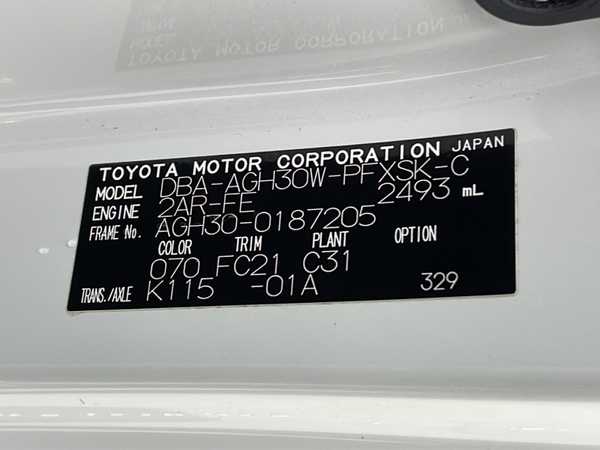 TOYOTA MOTOR CORPORATION JAPAN
MODEL DBA-AGH30W-PFXSK-C
ENGINE 2AR-FE 2493 mL
FRAME No. AGH30-0187205
COLOR TRIM PLANT OPTION
070 FC21 C31
TRANS./AXLE K115 -01A 329